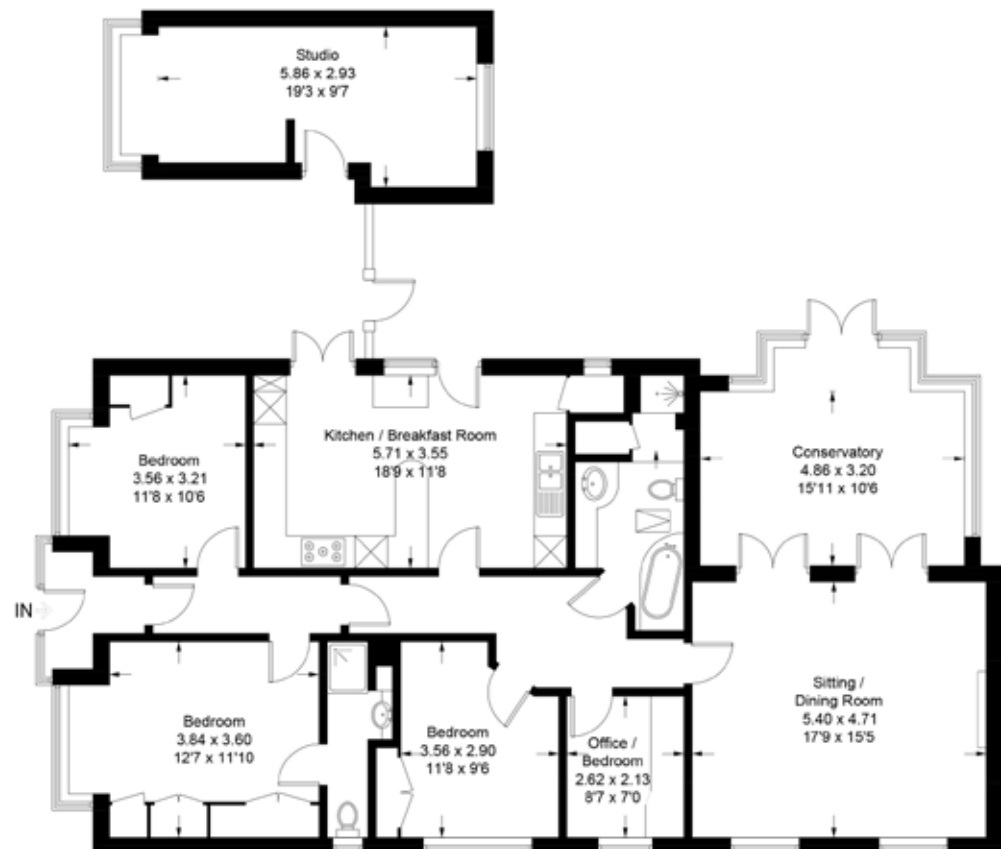 Studio
5.86 x 2.93
19'3 x 9'7
Kitchen / Breakfast Room
5.71 x 3.55
18'9 x 11'8
Bedroom
3.56 x 3.21
11'8 x 10'6
Conservatory
4.86 x 3.20
15'11 x 10'6
IN
Bedroom
3.84 x 3.60
12'7 x 11'10
Bedroom
3.56 x 2.90
11'8 x 9'6
Office /
Bedroom
2.62 x 2.13
8'7 x 7'0
Sitting /
Dining Room
5.40 x 4.71
17'9 x 15'5